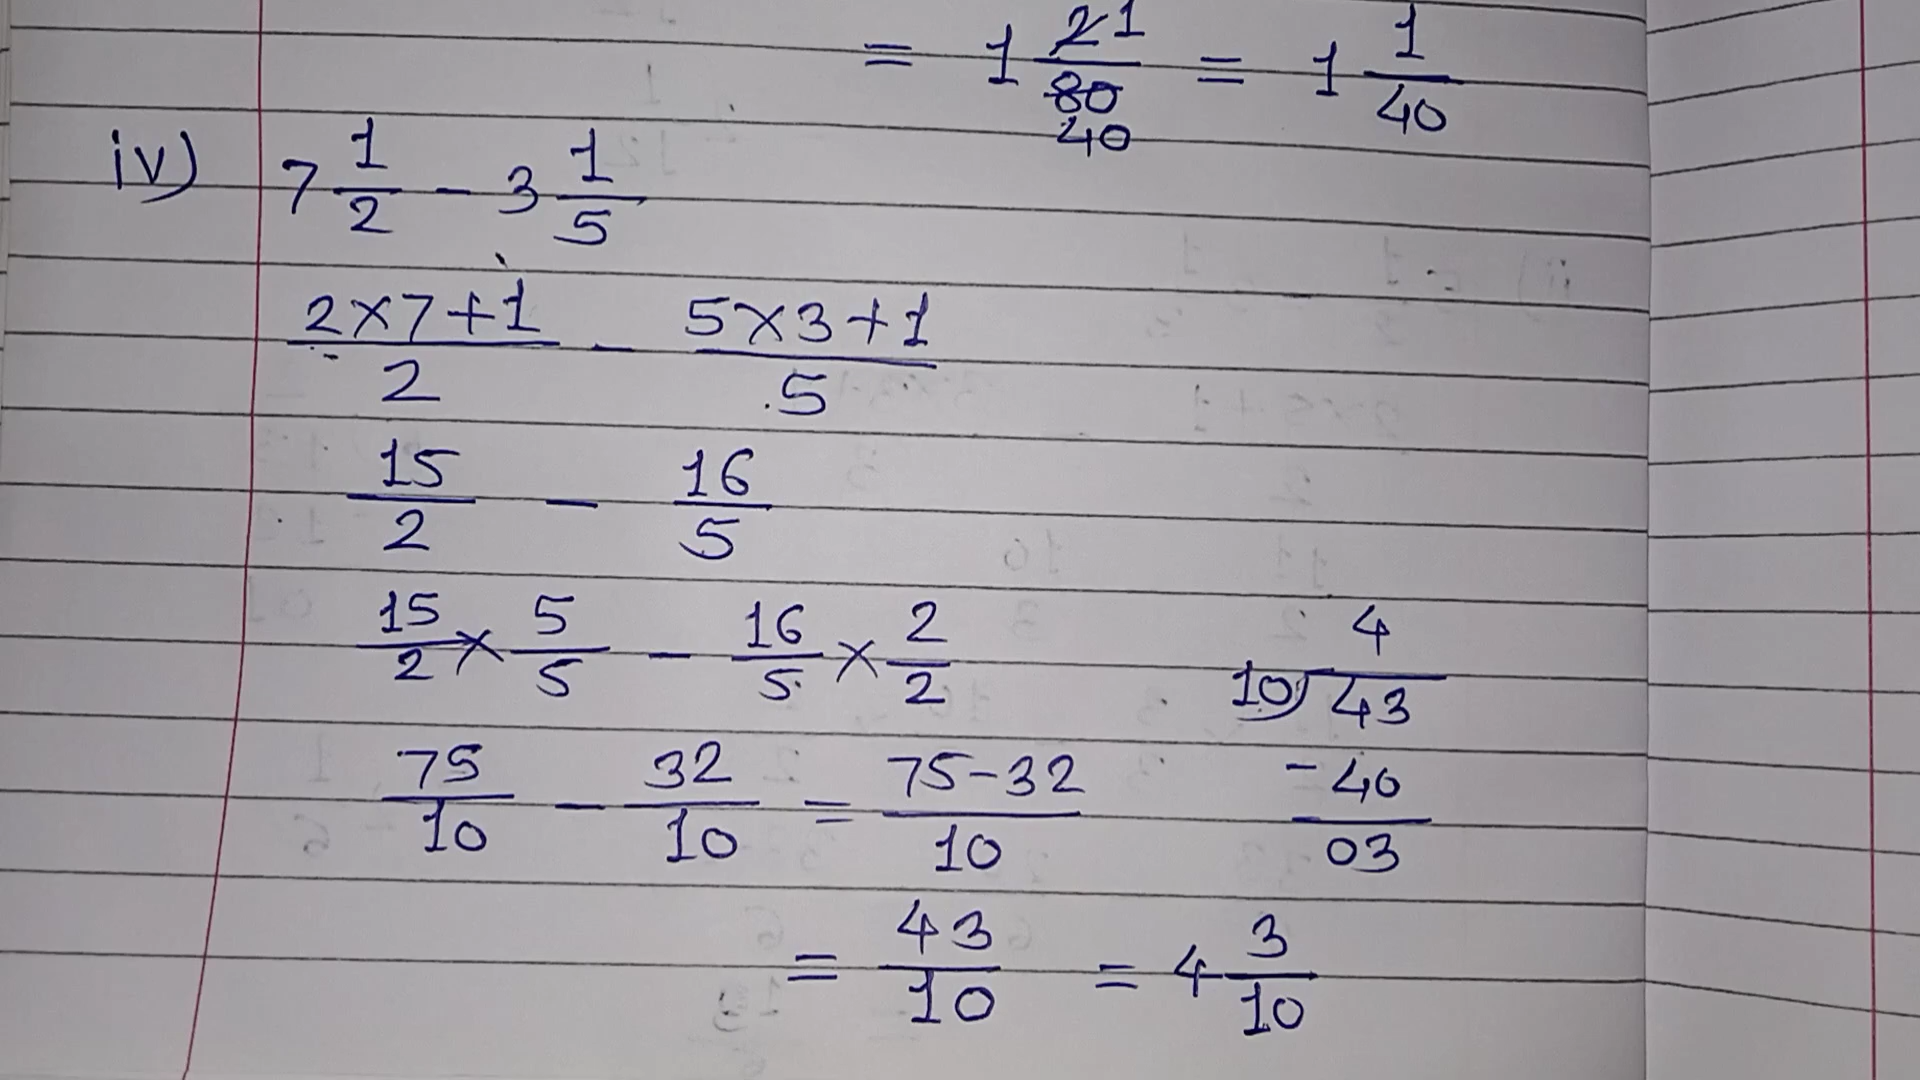 = 1 21/80 40 = 1 1/40
iv) 7 1/2 - 3 1/5
2×7+1/2 - 5×3+1/5
15/2 - 16/5
15/2 × 5/5 - 16/5 × 2/2
75/10 - 32/10 = 75-32/10
= 43/10 = 4 3/10
4
10) 43
- 40
03